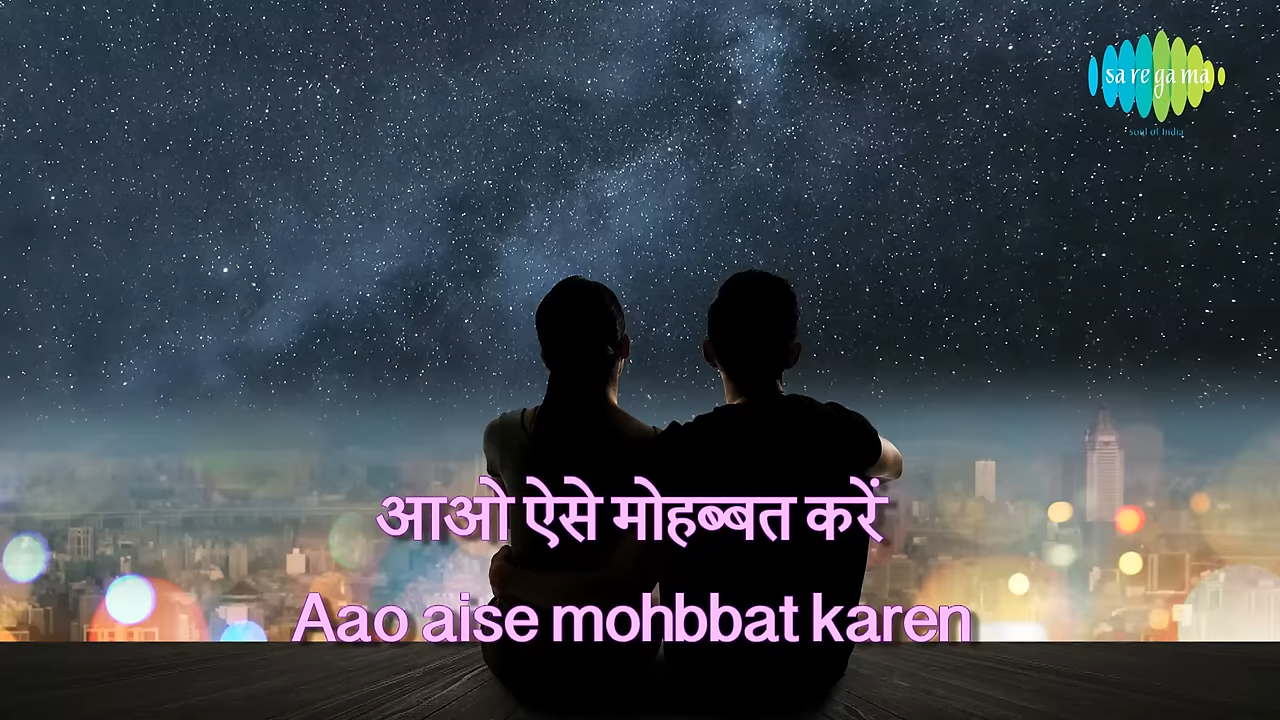 sa re ga ma
soul of India
आओ ऐसे मोहब्बत करें
Aao aise mohbbat karen